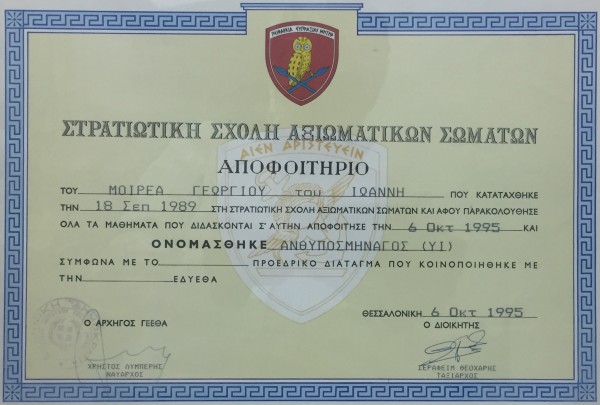 ΣΤΡΑΤΙΩΤΙΚΗ ΣΧΟΛΗ ΑΞΙΩΜΑΤΙΚΩΝ ΣΩΜΑΤΩΝ
ΑΙΕΝ ΑΡΙΣΤΕΥΕΙΝ
ΑΠΟΦΟΙΤΗΡΙΟ
ΤΟΥ ΜΟΙΡΕΑ ΓΕΩΡΓΙΟΥ του ΙΩΑΝΝΗ ΠΟΥ ΚΑΤΑΤΑΧΘΗΚΕ
ΤΗΝ 18 Σεπ 1989 ΣΤΗ ΣΤΡΑΤΙΩΤΙΚΗ ΣΧΟΛΗ ΑΞΙΩΜΑΤΙΚΩΝ ΣΩΜΑΤΩΝ ΚΑΙ ΑΦΟΥ ΠΑΡΑΚΟΛΟΥΘΗΣΕ
ΟΛΑ ΤΑ ΜΑΘΗΜΑΤΑ ΠΟΥ ΔΙΔΑΣΚΟΝΤΑΙ Σ' ΑΥΤΗΝ ΑΠΟΦΟΙΤΗΣΕ ΤΗΝ 6 Οκτ 1995 ΚΑΙ
ΟΝΟΜΑΣΘΗΚΕ ΑΝΘΥΠΟΣΜΗΝΑΓΟΣ (ΥΙ)
ΣΥΜΦΩΝΑ ΜΕ ΤΟ ΠΡΟΕΔΡΙΚΟ ΔΙΑΤΑΓΜΑ ΠΟΥ ΚΟΙΝΟΠΟΙΗΘΗΚΕ ΜΕ
ΤΗΝ ΕΔΥΕΘΑ
ΘΕΣΣΑΛΟΝΙΚΗ 6 Οκτ 1995
Ο ΑΡΧΗΓΟΣ ΓΕΕΘΑ
Ο ΔΙΟΙΚΗΤΗΣ
ΧΡΗΣΤΟΣ ΛΥΜΠΕΡΗΣ
ΝΑΥΑΡΧΟΣ
ΣΕΡΑΦΕΙΜ ΘΕΟΧΑΡΗΣ
ΤΑΞΙΑΡΧΟΣ